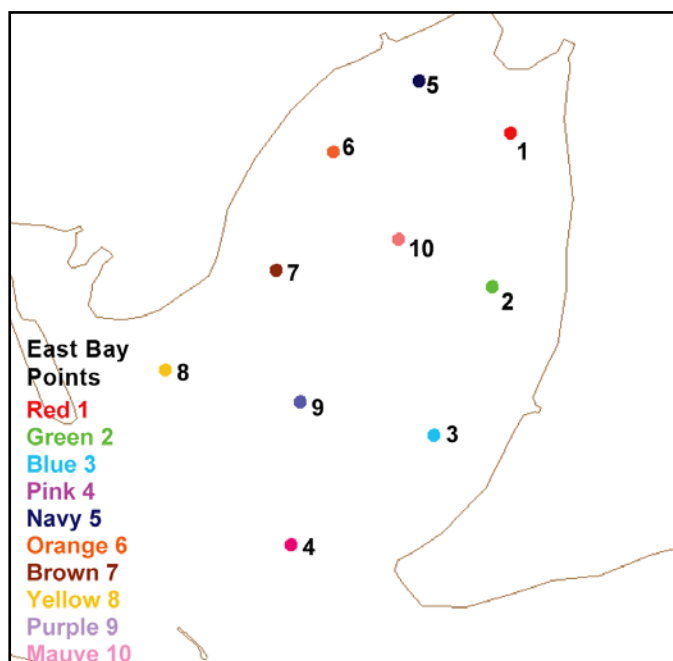 5
1
6
10
7
2
East Bay
Points
8
9
3
Red 1
Green 2
Blue 3
Pink 4
Navy 5
4
Orange 6
Brown 7
Yellow 8
Purple 9
Mauve 10